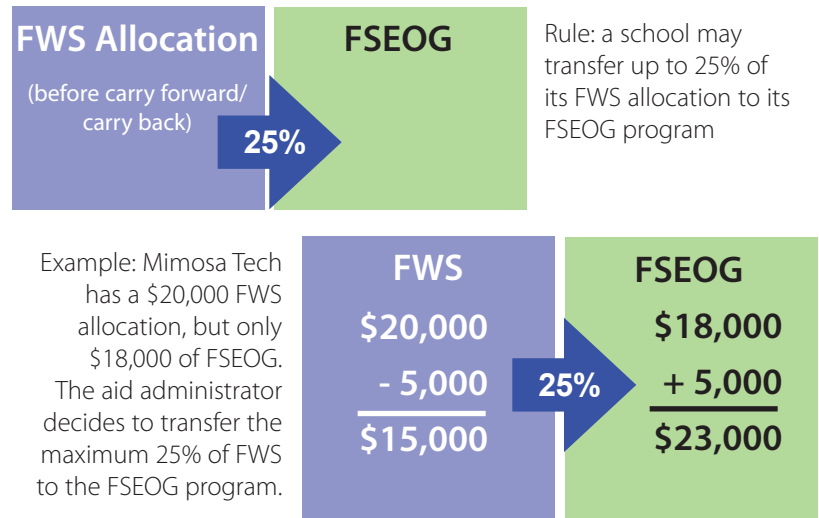 FWS Allocation
(before carry forward/
carry back)
25%
FSEOG
Rule: a school may
transfer up to 25% of
its FWS allocation to its
FSEOG program
Example: Mimosa Tech
has a $20,000 FWS
allocation, but only
$18,000 of FSEOG.
The aid administrator
decides to transfer the
maximum 25% of FWS
to the FSEOG program.
FWS
$20,000
- 5,000
$15,000
25%
FSEOG
$18,000
+ 5,000
$23,000